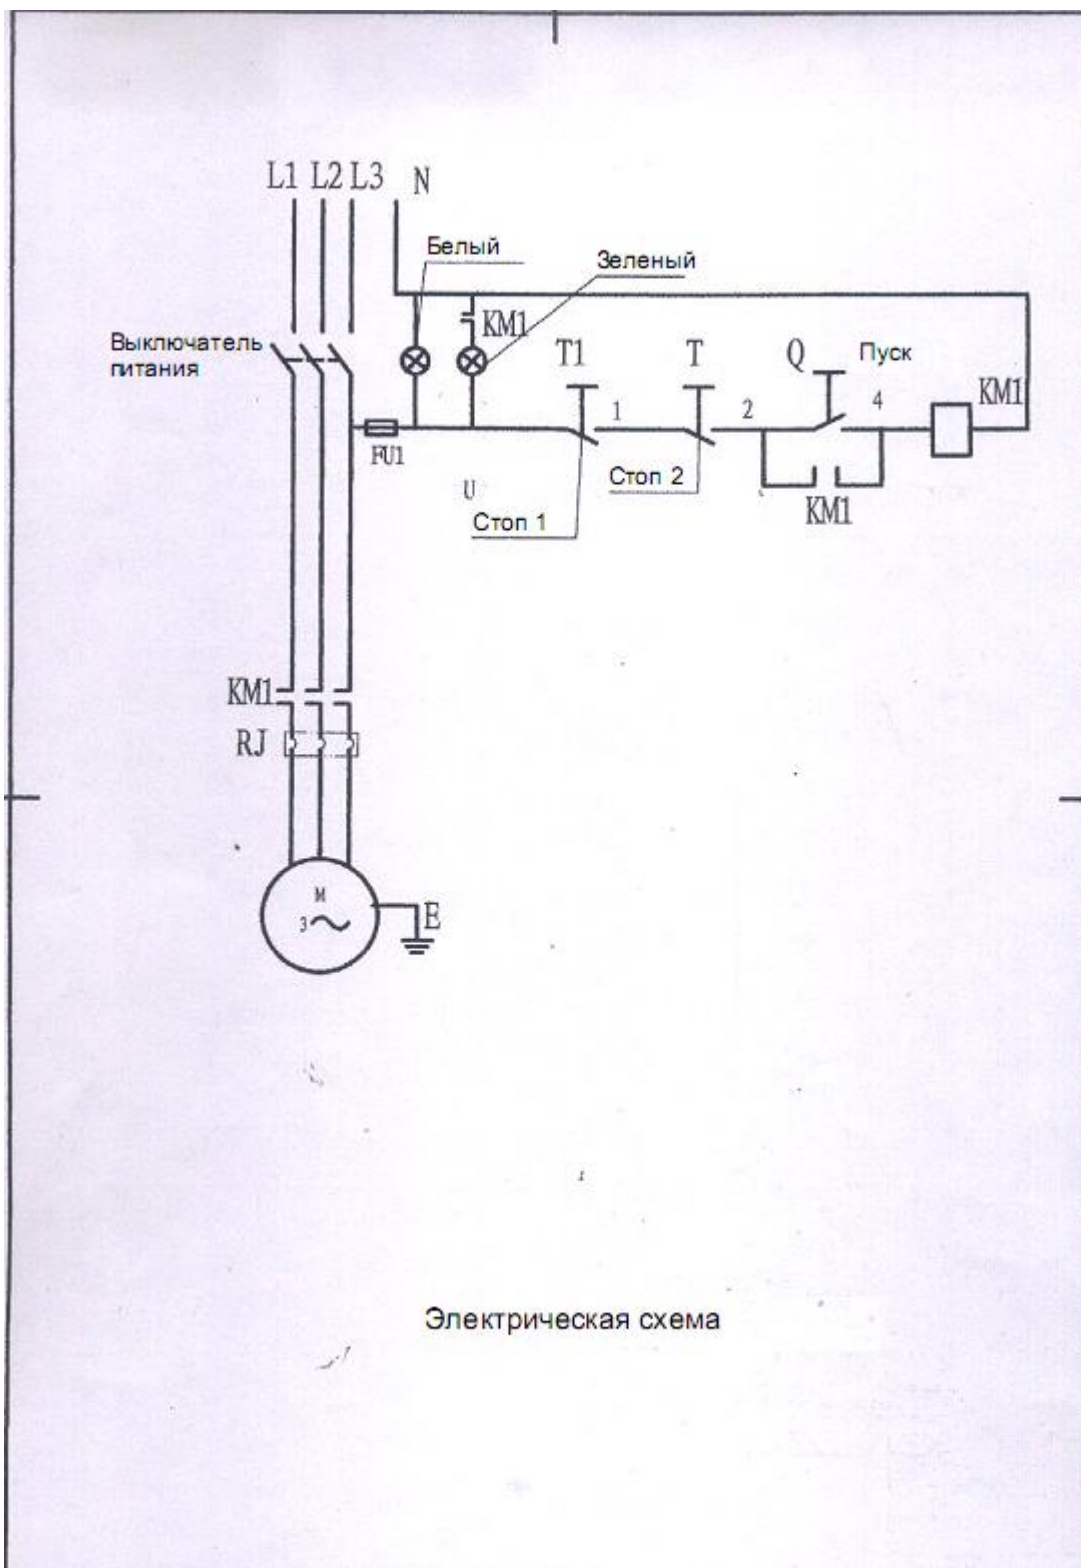 L1 L2 L3 N
Белый
Зеленый
KM1
Выключатель
питания
T1 T Q Пуск
1 2 4 KM1
FU1
U
Стоп 1
Стоп 2
KM1
KM1
RJ
M
3
E
Электрическая схема